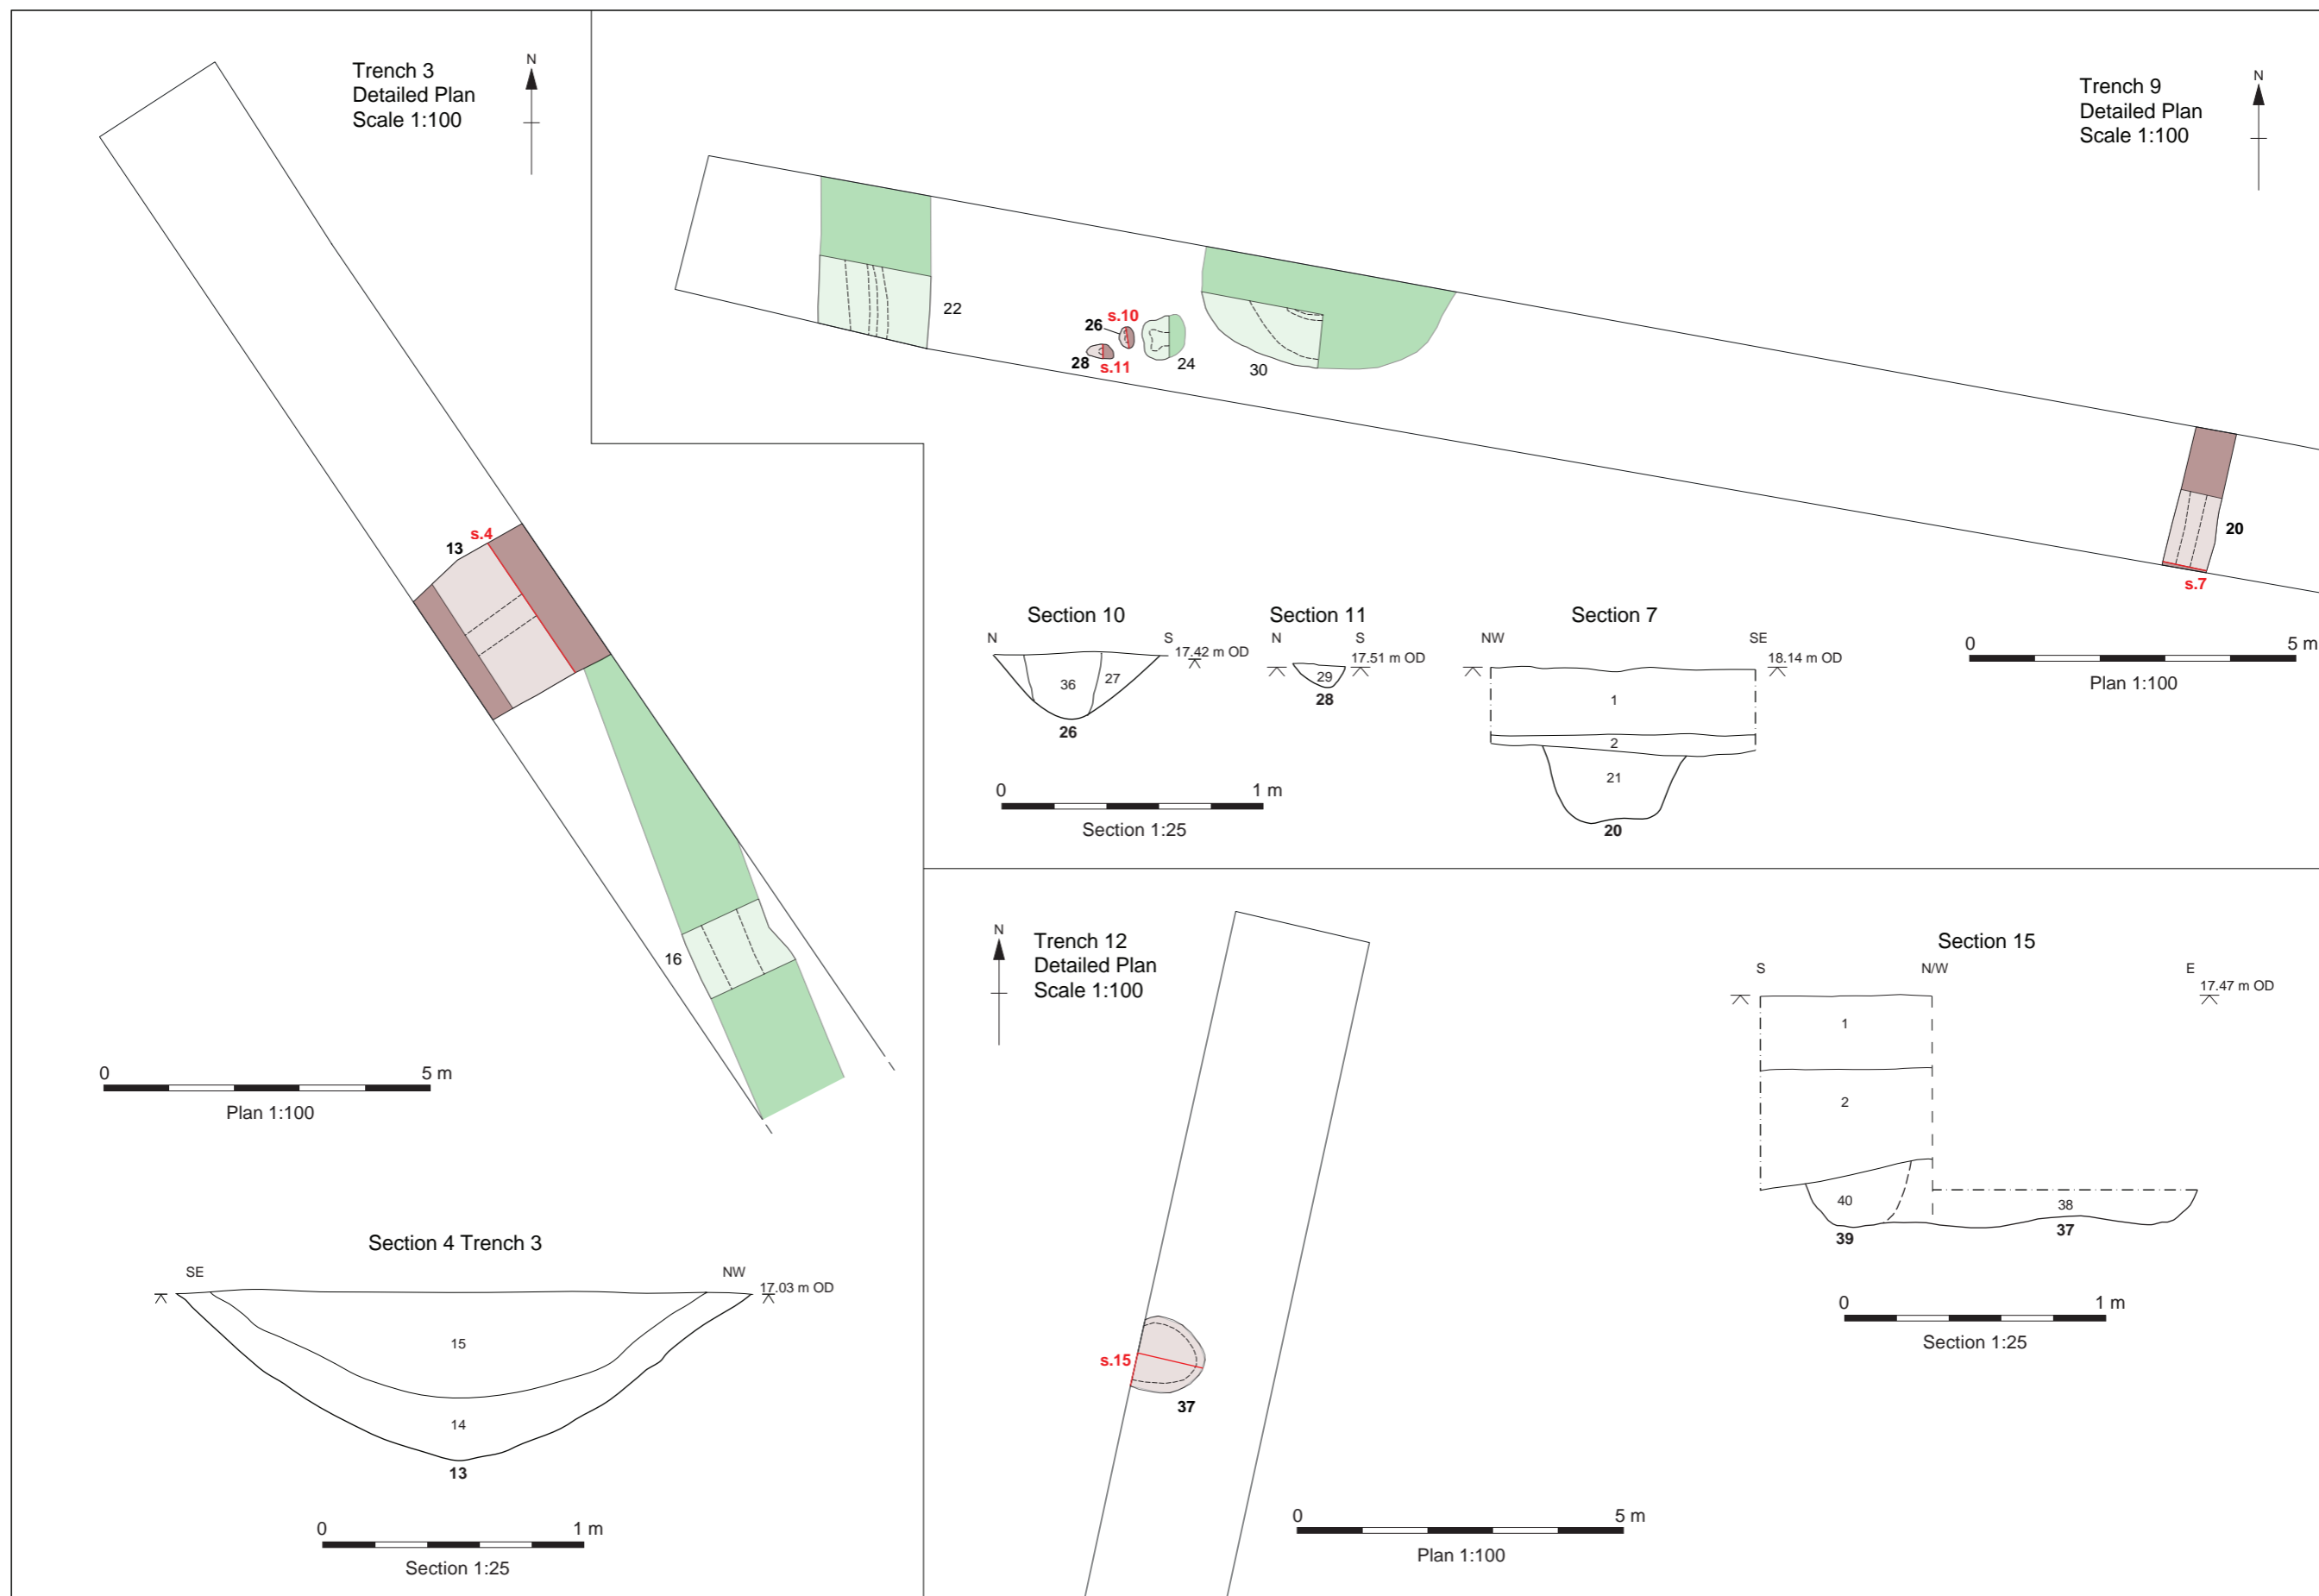 Trench 3
Detailed Plan
Scale 1:100
N
13
s.4
16
0 5 m
Plan 1:100
Section 4 Trench 3
SE NW
17.03 m OD
15
14
13
0 1 m
Section 1:25
Trench 9
Detailed Plan
Scale 1:100
N
22
s.10
26
28
s.11
24
30
20
s.7
Section 10
N S
17.42 m OD
36
27
26
Section 11
N S
17.51 m OD
29
28
Section 7
NW SE
18.14 m OD
1
2
21
20
0 1 m
Section 1:25
0 5 m
Plan 1:100
N
Trench 12
Detailed Plan
Scale 1:100
s.15
37
0 5 m
Plan 1:100
Section 15
S N/W E
17.47 m OD
1
2
40
38
39
37
0 1 m
Section 1:25